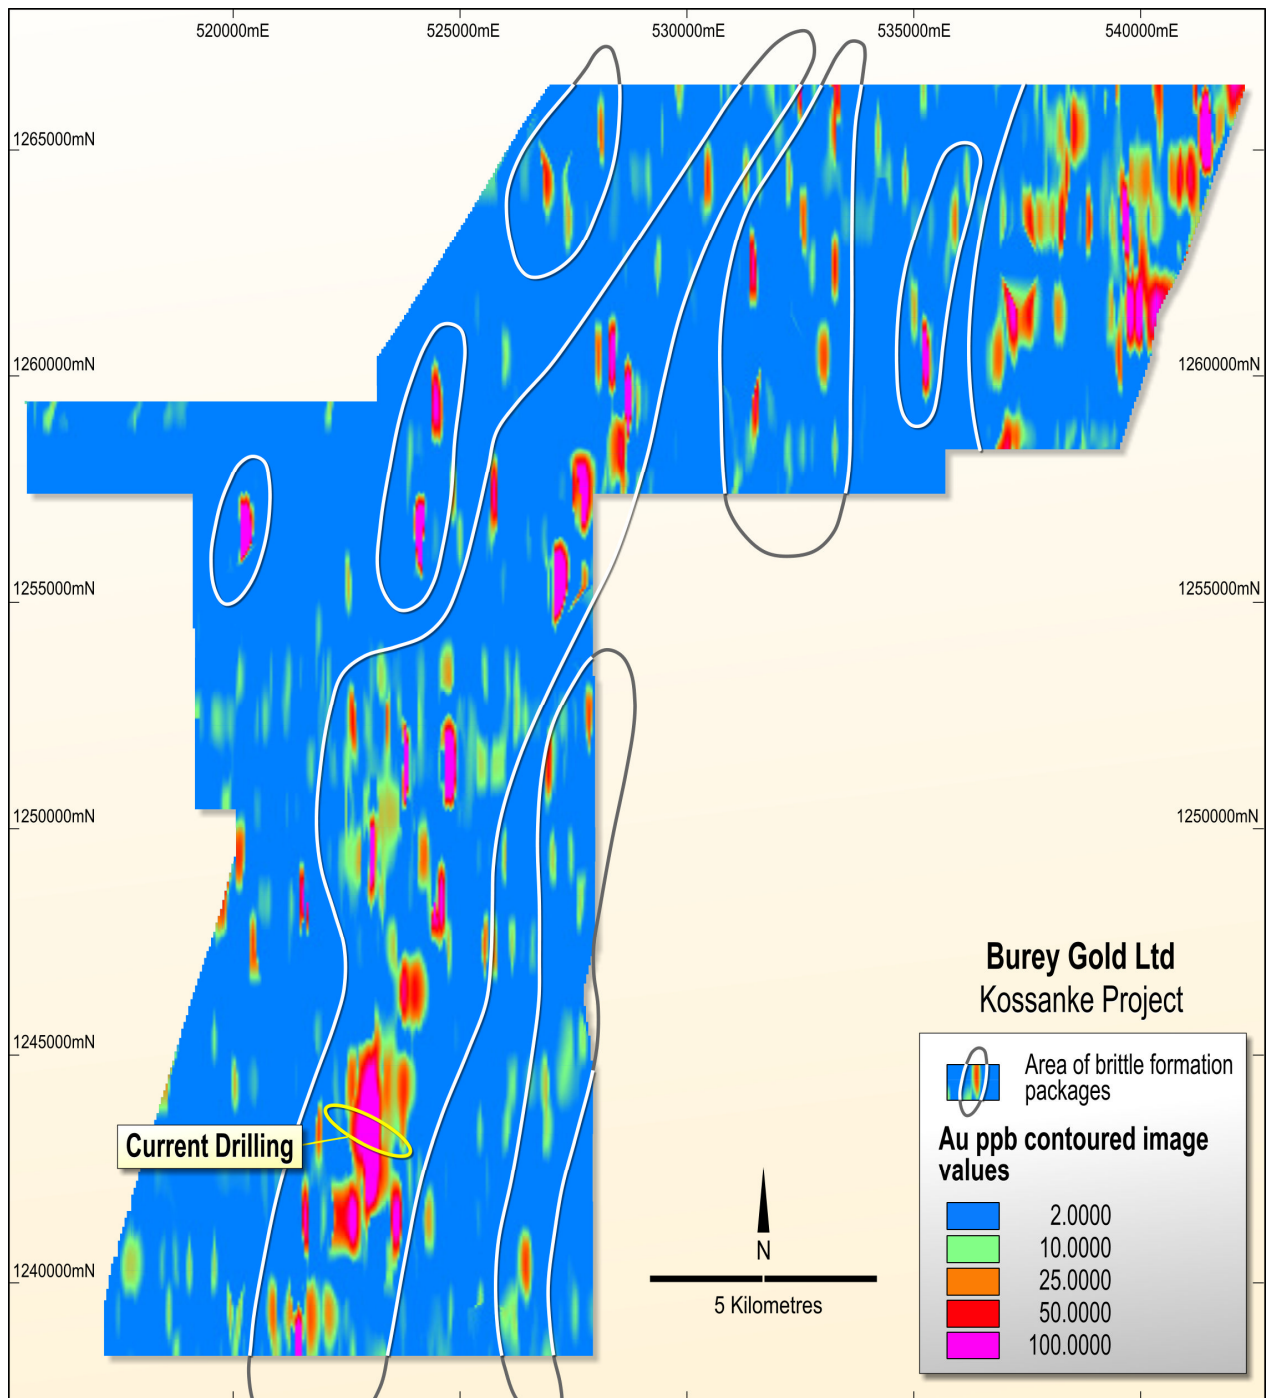 520000mE 525000mE 530000mE 535000mE 540000mE
1265000mN
1260000mN 1260000mN
1255000mN 1255000mN
1250000mN 1250000mN
1245000mN
1240000mN
Current Drilling
N
5 Kilometres
Burey Gold Ltd
Kossanke Project
Area of brittle formation
packages
Au ppb contoured image
values
2.0000
10.0000
25.0000
50.0000
100.0000